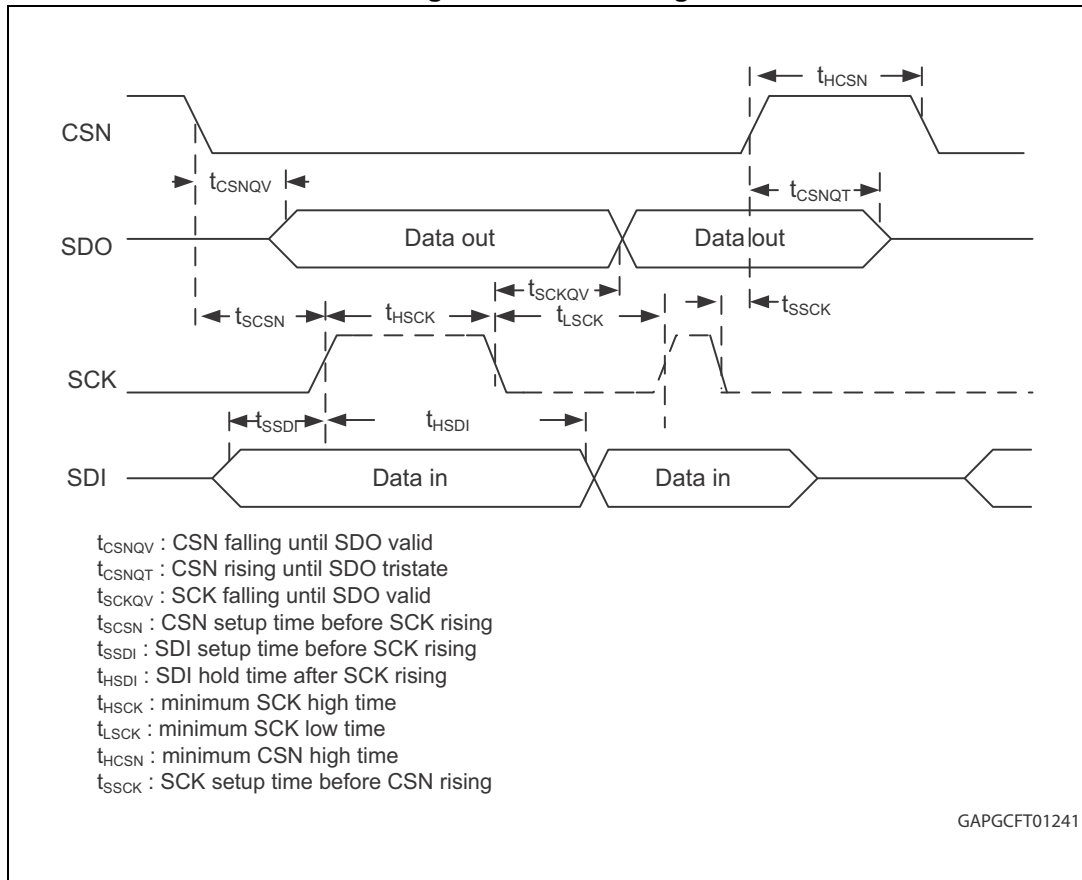 tHCSN
CSN
tCSNQV
tCSNQT
SDO
Data out
Data out
tSCKQV
tSCSN
tHSCK
tLSCK
tSSCK
SCK
tSSDI
tHSDI
SDI
Data in
Data in
tCSNQV : CSN falling until SDO valid
tCSNQT : CSN rising until SDO tristate
tSCKQV : SCK falling until SDO valid
tSCSN : CSN setup time before SCK rising
tSSDI : SDI setup time before SCK rising
tHSDI : SDI hold time after SCK rising
tHSCK : minimum SCK high time
tLSCK : minimum SCK low time
tHCSN : minimum CSN high time
tSSCK : SCK setup time before CSN rising
GAPGCFT01241